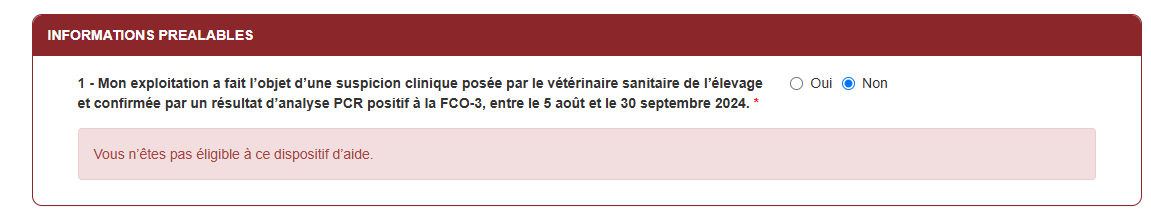 INFORMATIONS PREALABLES
1 - Mon exploitation a fait l’objet d’une suspicion clinique posée par le vétérinaire sanitaire de l’élevage
et confirmée par un résultat d’analyse PCR positif à la FCO-3, entre le 5 août et le 30 septembre 2024. *
Oui Non
Vous n’êtes pas éligible à ce dispositif d’aide.